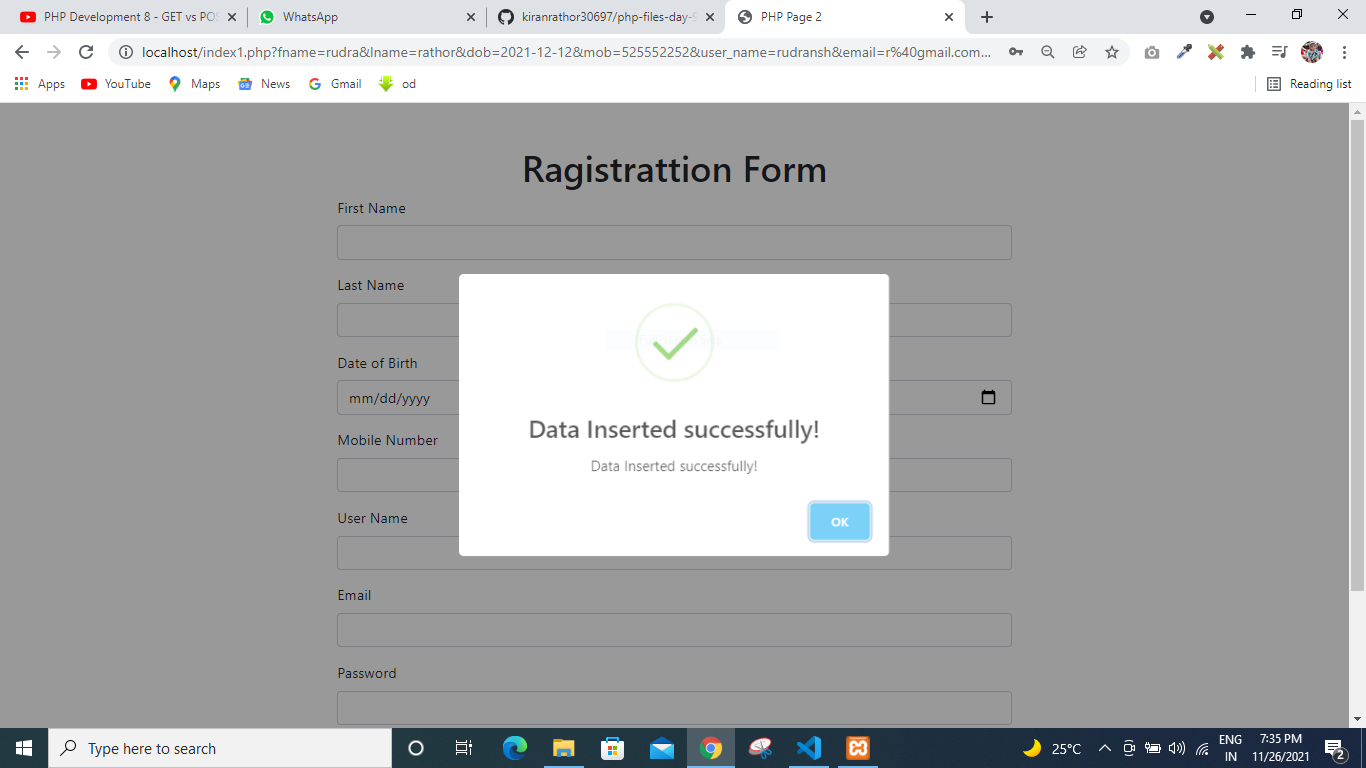 PHP Development 8 - GET vs POS
WhatsApp
kiranrathor30697/php-files-day-9
PHP Page 2
localhost/index1.php?fname=rudra&lname=rathor&dob=2021-12-12&mob=525552252&user_name=rudransh&email=r%40gmail.com...
Apps
YouTube
Maps
News
Gmail
od
Reading list
Ragistrattion Form
First Name
Last Name
Date of Birth
mm/dd/yyyy
Mobile Number
Data Inserted successfully!
Data Inserted successfully!
OK
User Name
Email
Password
Type here to search
25°C
ENG
IN
7:35 PM
11/26/2021
2